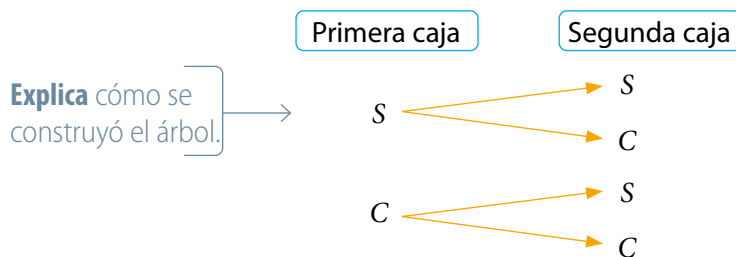 Primera caja
Segunda caja
Explica cómo se
construyó el árbol.
S
S
C
C
S
C